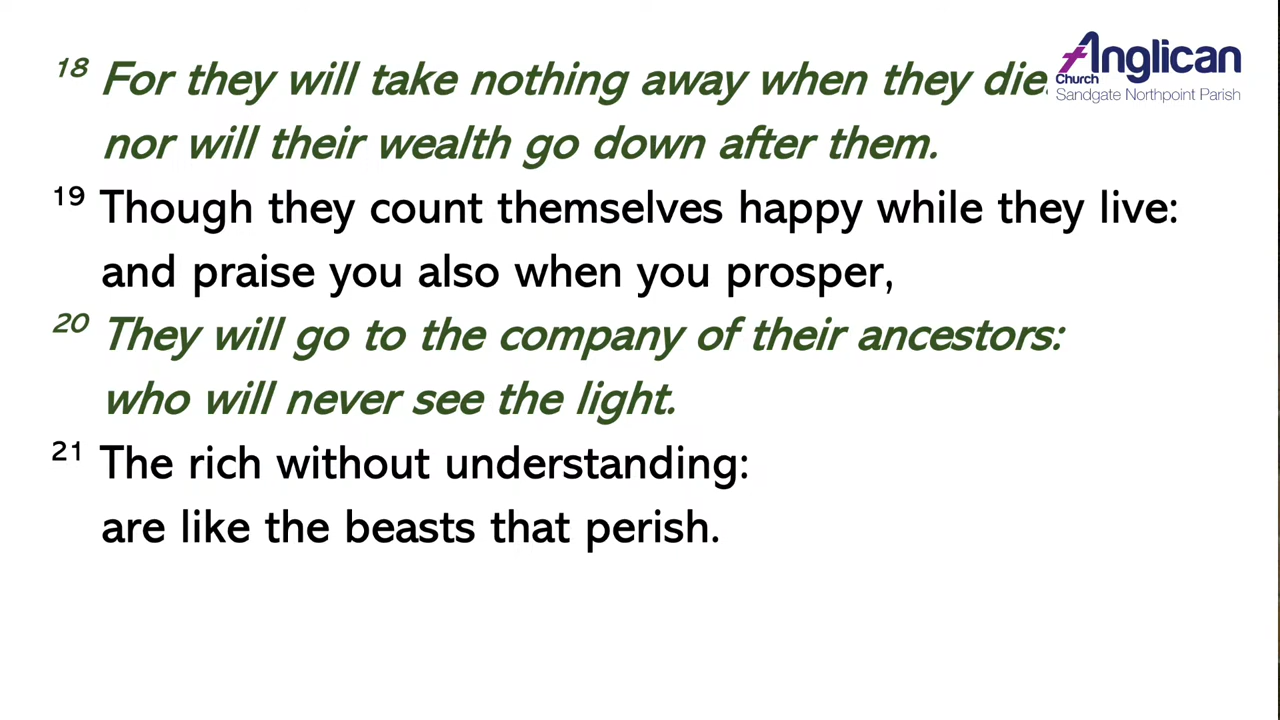 18 For they will take nothing away when they die:
nor will their wealth go down after them.
19 Though they count themselves happy while they live:
and praise you also when you prosper,
20 They will go to the company of their ancestors:
who will never see the light.
21 The rich without understanding:
are like the beasts that perish.
Anglican
Church
Sandgate Northpoint Parish